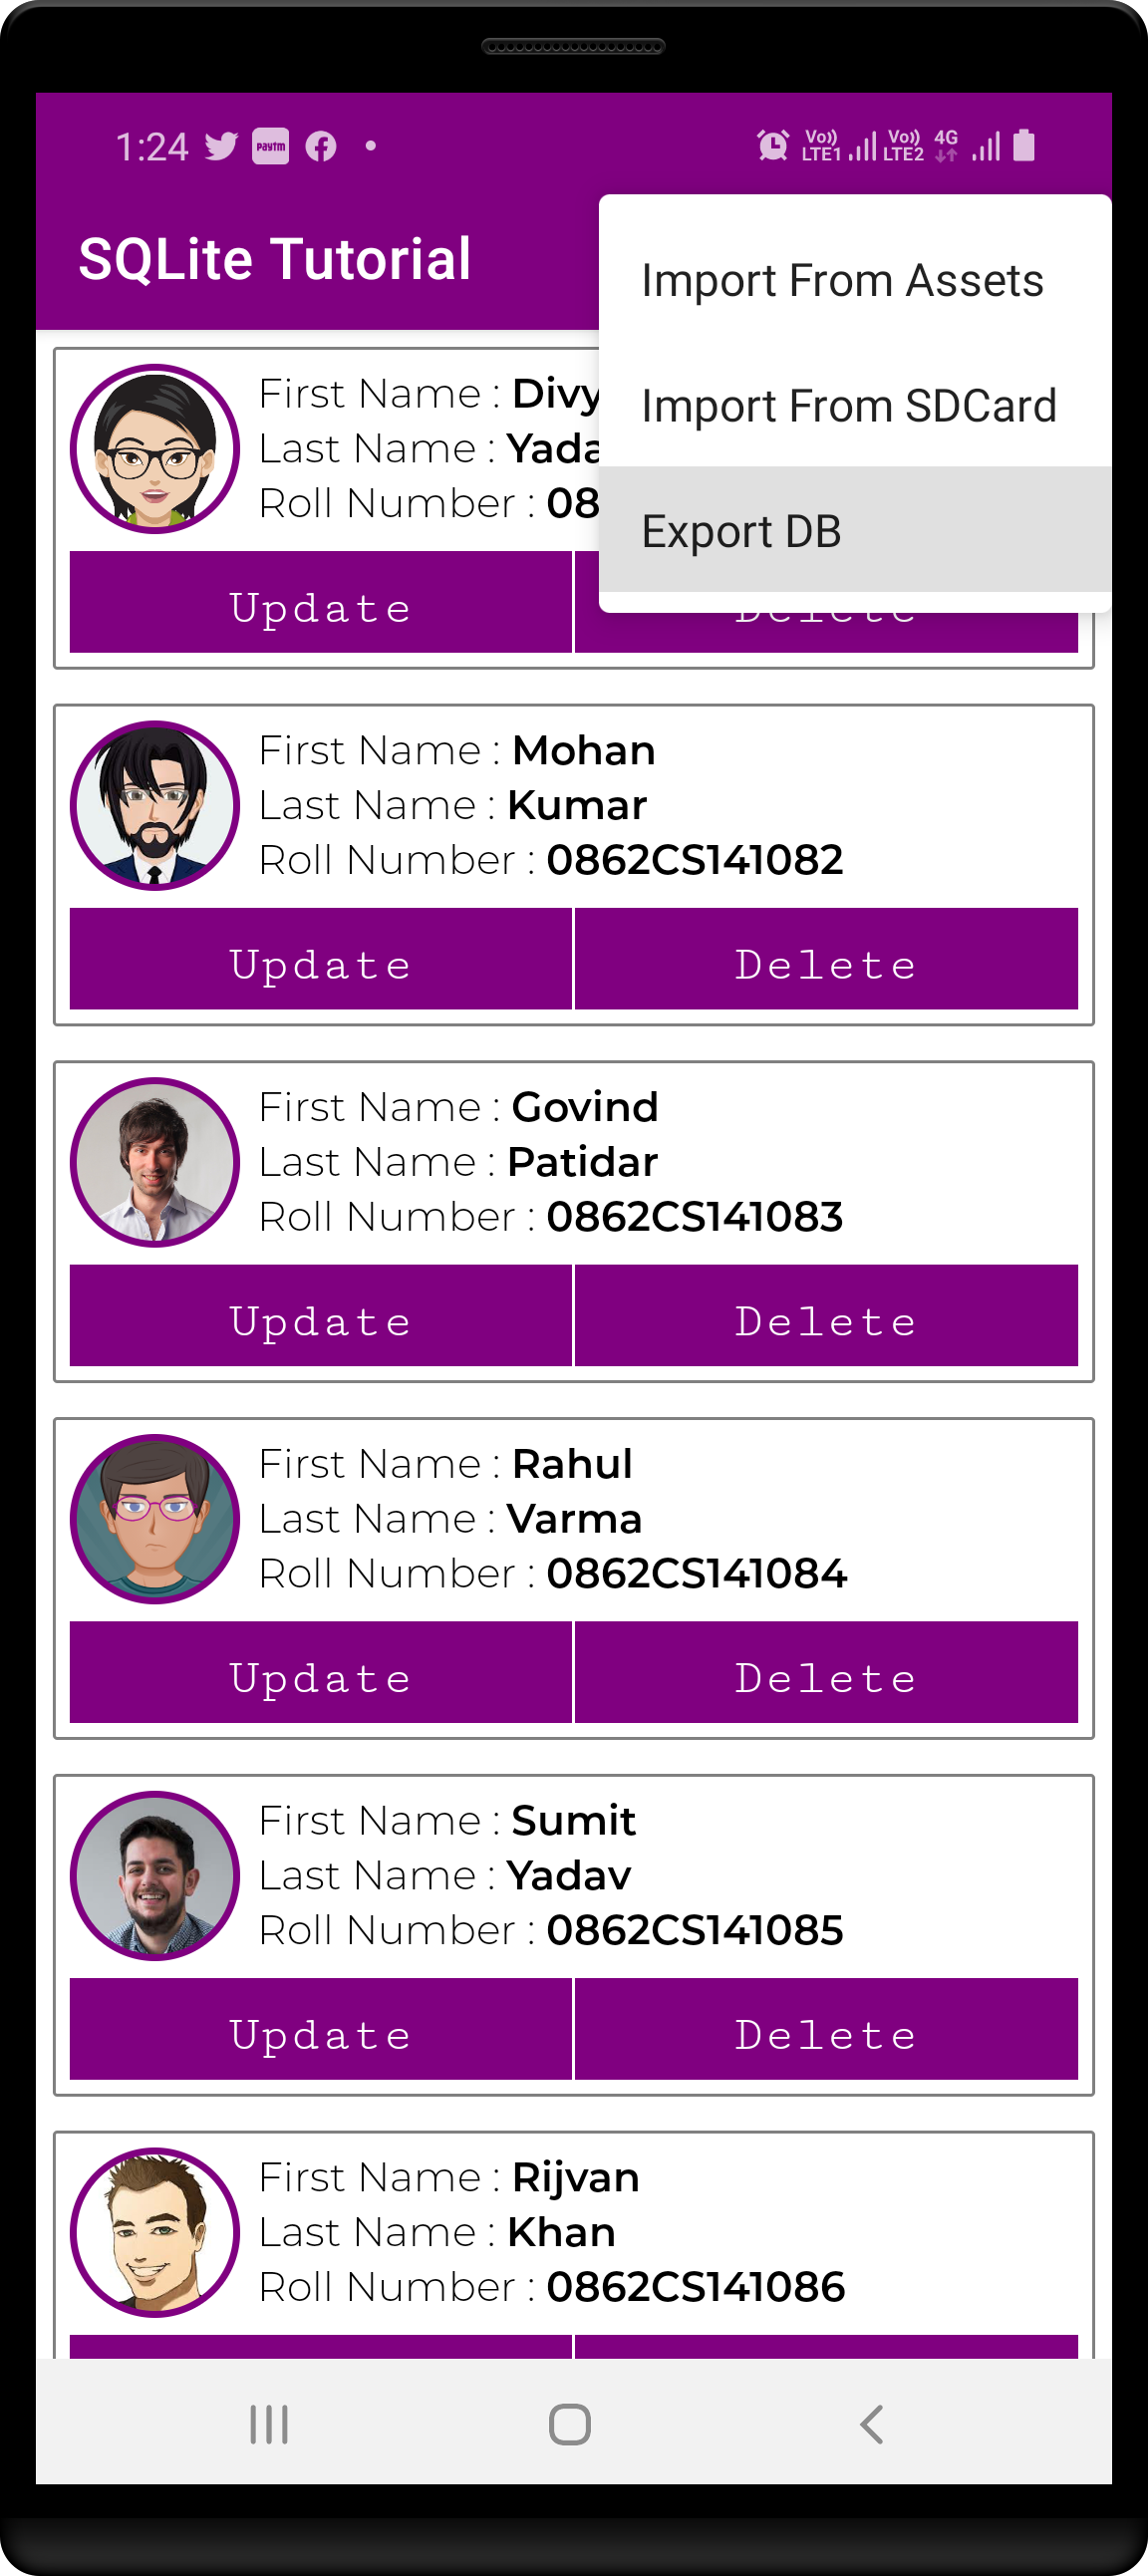 1:24 Paytm Vo)) LTE1 Vo)) LTE2 4G
SQLite Tutorial
Import From Assets
Import From SDCard
Export DB
First Name :
Last Name :
Roll Number :
Update Delete
First Name : Mohan
Last Name : Kumar
Roll Number : 0862CS141082
Update Delete
First Name : Govind
Last Name : Patidar
Roll Number : 0862CS141083
Update Delete
First Name : Rahul
Last Name : Varma
Roll Number : 0862CS141084
Update Delete
First Name : Sumit
Last Name : Yadav
Roll Number : 0862CS141085
Update Delete
First Name : Rijvan
Last Name : Khan
Roll Number : 0862CS141086